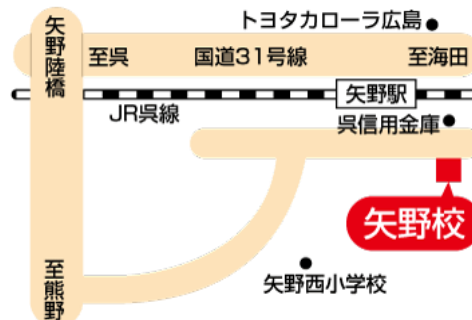 トヨタカローラ広島
矢野陸橋
至呉
国道31号線
至海田
矢野駅
JR呉線
呉信用金庫
矢野校
至熊野
矢野西小学校